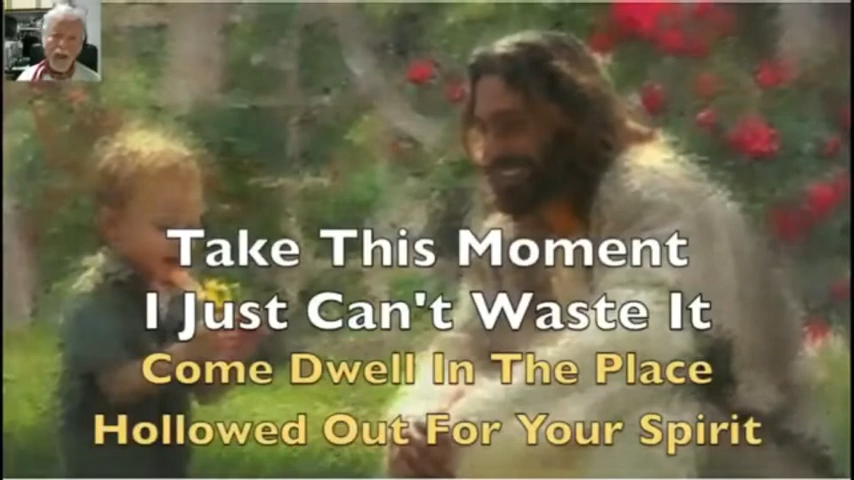 Take This Moment
I Just Can't Waste It
Come Dwell In The Place
Hollowed Out For Your Spirit